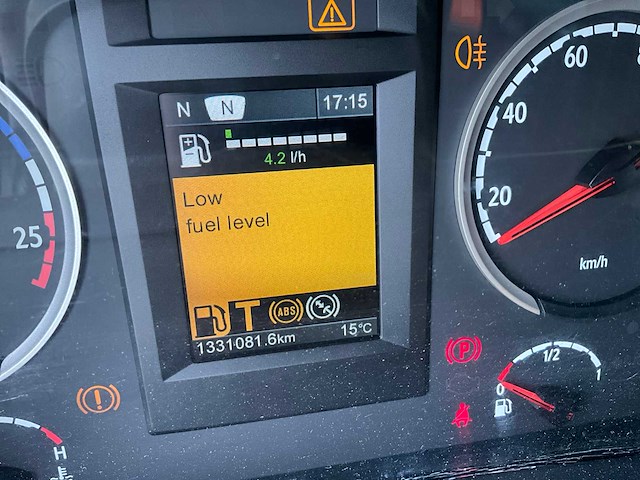 N N 17:15
4.2 l/h
Low
fuel level
T ABS
1331081.6km 15°C
25
H
60
40
20
km/h
P
0 1/2 1